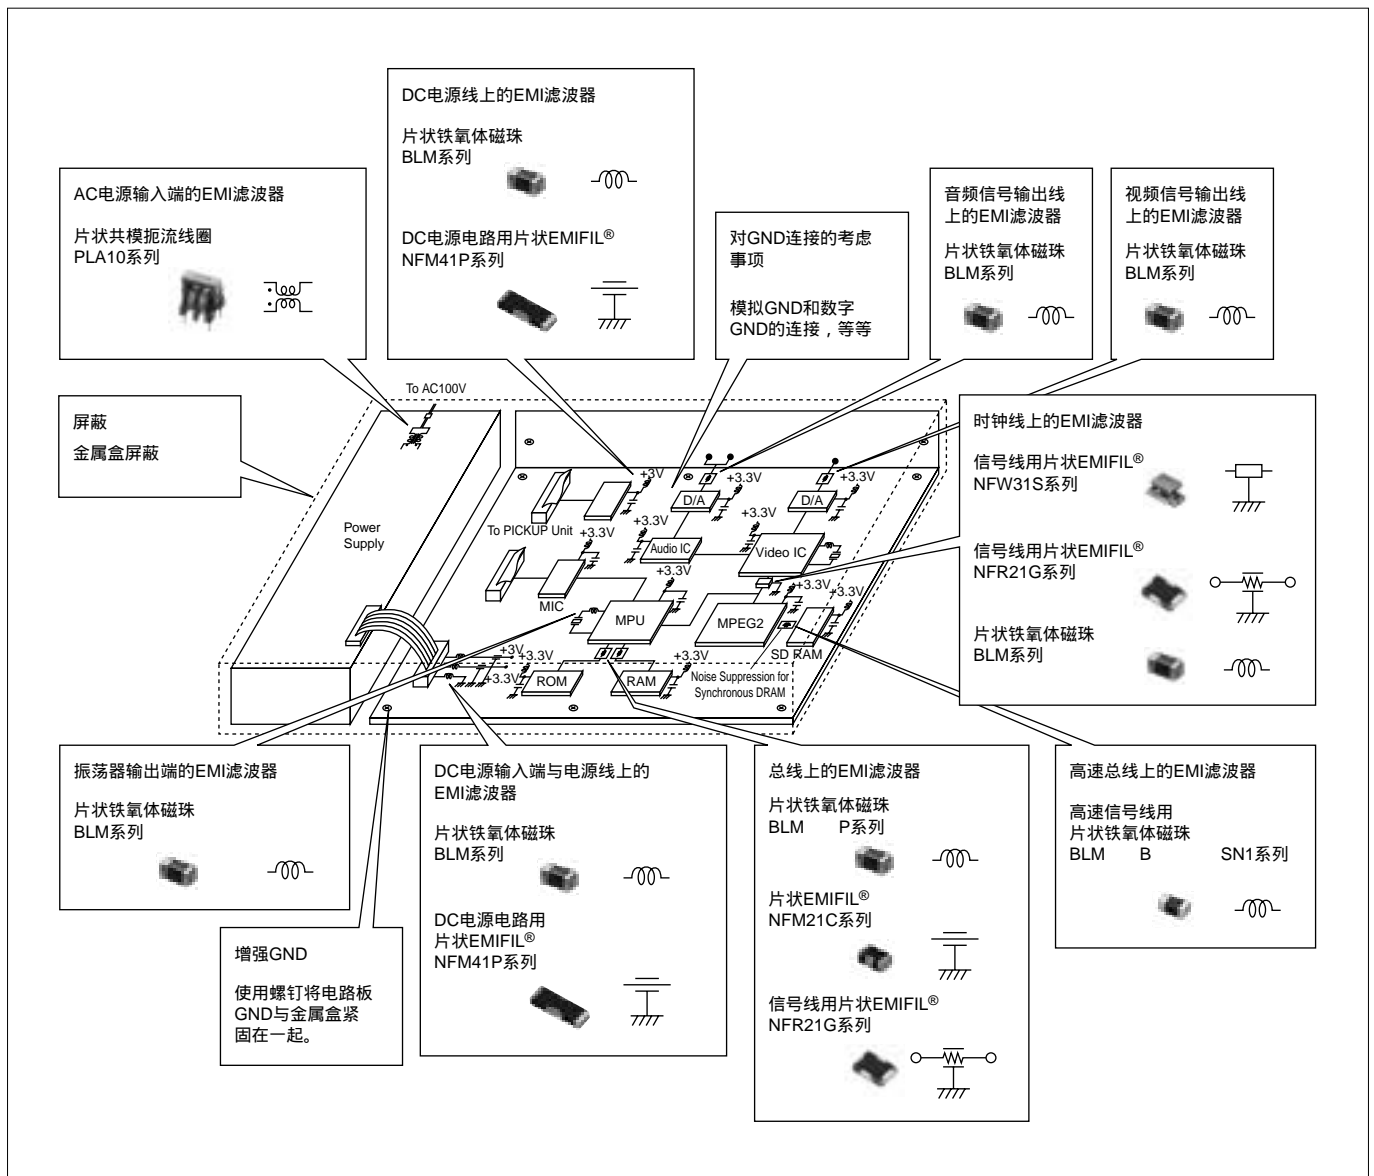 DC电源线上的EMI滤波器
片状铁氧体磁珠
BLM系列
DC电源电路用片状EMIFIL®
NFM41P系列
AC电源输入端的EMI滤波器
片状共模扼流线圈
PLA10系列
对GND连接的考虑
事项
模拟GND和数字
GND的连接，等等
音频信号输出线
上的EMI滤波器
片状铁氧体磁珠
BLM系列
视频信号输出线
上的EMI滤波器
片状铁氧体磁珠
BLM系列
屏蔽
金属盒屏蔽
To AC100V
时钟线上的EMI滤波器
信号线用片状EMIFIL®
NFW31S系列
信号线用片状EMIFIL®
NFR21G系列
片状铁氧体磁珠
BLM系列
Power
Supply
To PICKUP Unit
+3V
+3.3V
+3.3V
D/A
D/A
+3.3V
+3.3V
+3.3V
Audio IC
Video IC
MIC
+3.3V
+3.3V
+3.3V
+3.3V
MPU
MPEG2
SD RAM
+3V
+3.3V
+3.3V
+3.3V
ROM
RAM
Noise Suppression for
Synchronous DRAM
振荡器输出端的EMI滤波器
片状铁氧体磁珠
BLM系列
增强GND
使用螺钉将电路板
GND与金属盒紧
固在一起。
DC电源输入端与电源线上的
EMI滤波器
片状铁氧体磁珠
BLM系列
DC电源电路用
片状EMIFIL®
NFM41P系列
总线上的EMI滤波器
片状铁氧体磁珠
BLM P系列
片状EMIFIL®
NFM21C系列
信号线用片状EMIFIL®
NFR21G系列
高速总线上的EMI滤波器
高速信号线用
片状铁氧体磁珠
BLM B SN1系列